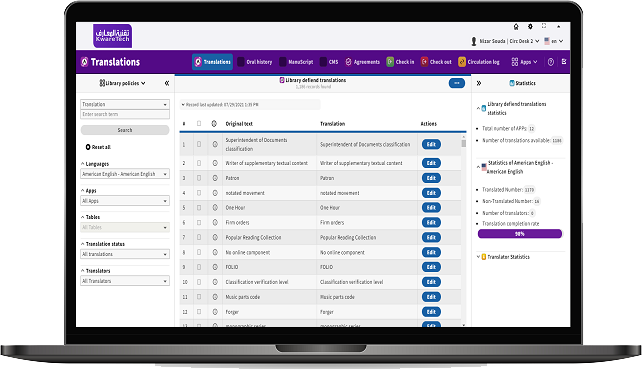 تقنية المعارف
KwareTech
Nizar Souda | Circ Desk 2
en
Translations
Translations
Oral history
Manuscript
CMS
Agreements
Check in
Check out
Circulation log
Apps
Library policies
Translation
Enter search term
Search
Reset all
Languages
American English - American English
Apps
All Apps
Tables
All Tables
Translation status
All translations
Translators
All Translators
Library defiend translations
1,186 records found
Record last updated: 07/29/2021 1:35 PM
# Original text Translation Actions
1 Superintendent of Documents classification Superintendent of Documents classification Edit
2 Writer of supplementary textual content Writer of supplementary textual content Edit
3 Patron Patron Edit
4 notated movement notated movement Edit
5 One Hour One Hour Edit
6 Firm orders Firm orders Edit
7 Popular Reading Collection Popular Reading Collection Edit
8 No online component No online component Edit
9 FOLIO FOLIO Edit
10 Classification verification level Classification verification level Edit
11 Music parts code Music parts code Edit
12 Forger Forger Edit
13 monographic series monographic series Edit
Statistics
Library defiend translations
statistics
Total number of APPs: 12
Number of translations available: 1186
Statistics of American English -
American English
Translated Number: 1170
Non-Translated Number: 16
Number of translators: 0
Translation completion rate
98%
Translator Statistics